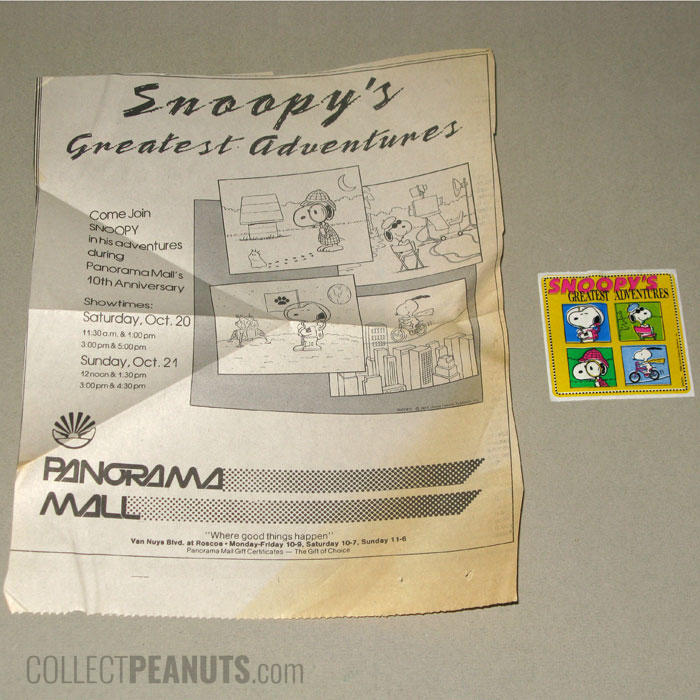 Snoopy's
Greatest Adventures
Come Join
SNOOPY
in his adventures
during
Panorama Mall's
10th Anniversary
Showtimes:
Saturday, Oct. 20
11:30 a.m. & 1:00 pm
3:00 pm & 5:00 pm
Sunday, Oct. 21
12 noon & 1:30 pm
3:00 pm & 4:30 pm
PANORAMA
MALL
"Where good things happen"
Van Nuys Blvd. at Roscoe • Monday-Friday 10-9, Saturday 10-7, Sunday 11-6
Panorama Mall Gift Certificates — The Gift of Choice
SNOOPY'S
GREATEST ADVENTURES
COLLECTPEANUTS.com